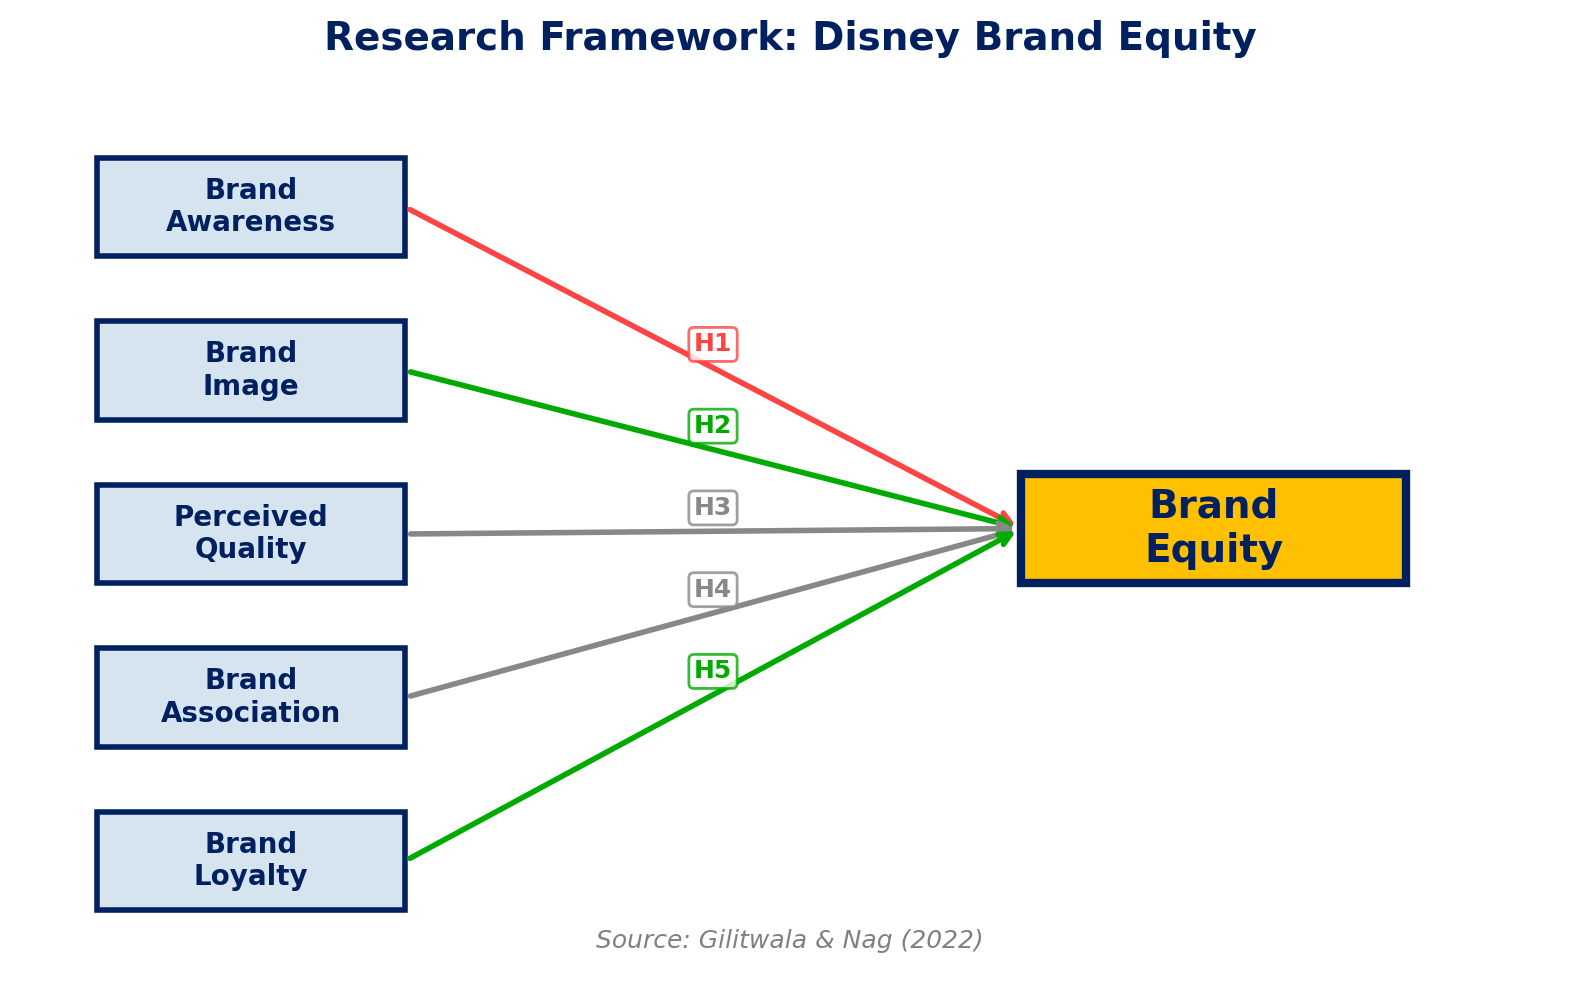 Research Framework: Disney Brand Equity
Brand
Awareness
H1
Brand
Image
H2
Perceived
Quality
H3
Brand
Equity
H4
Brand
Association
H5
Brand
Loyalty
Source: Gilitwala & Nag (2022)